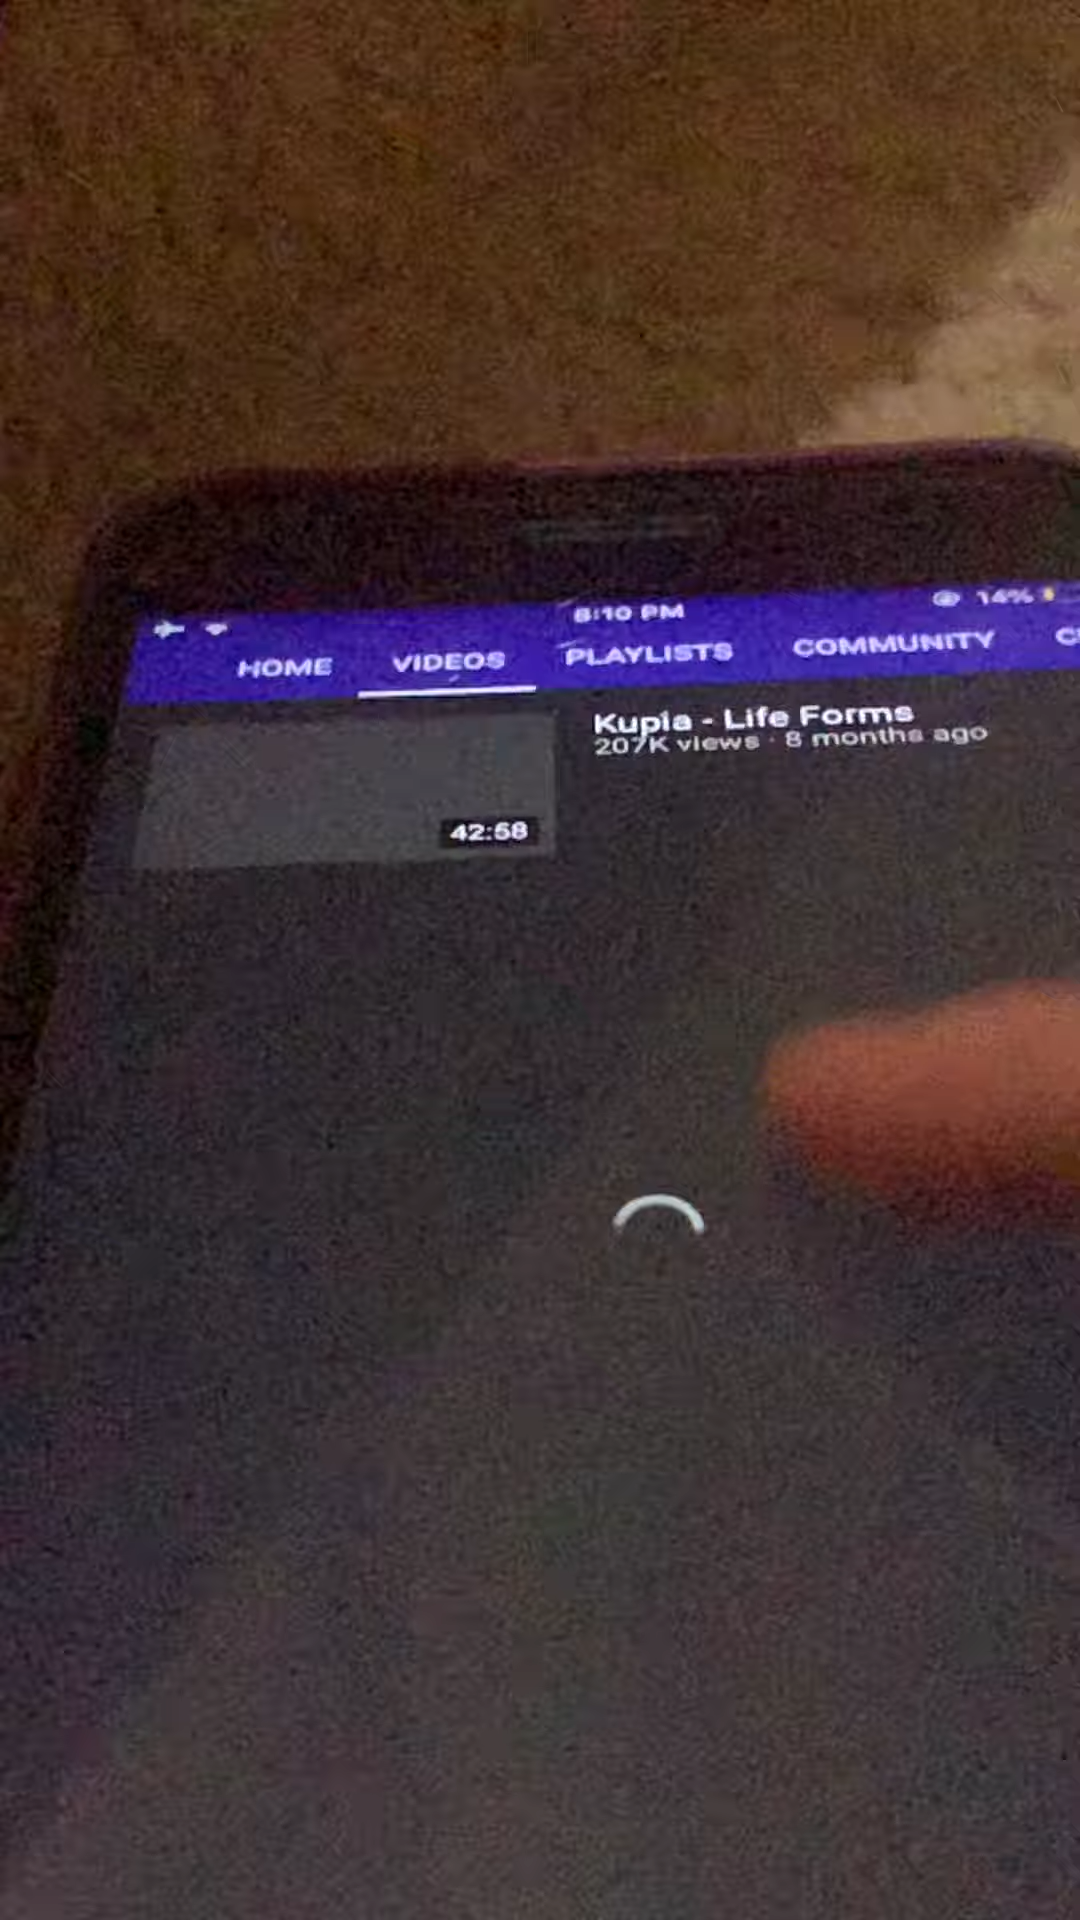 8:10 PM 14%
HOME VIDEOS PLAYLISTS COMMUNITY
Kupla - Life Forms
207K views · 8 months ago
42:58